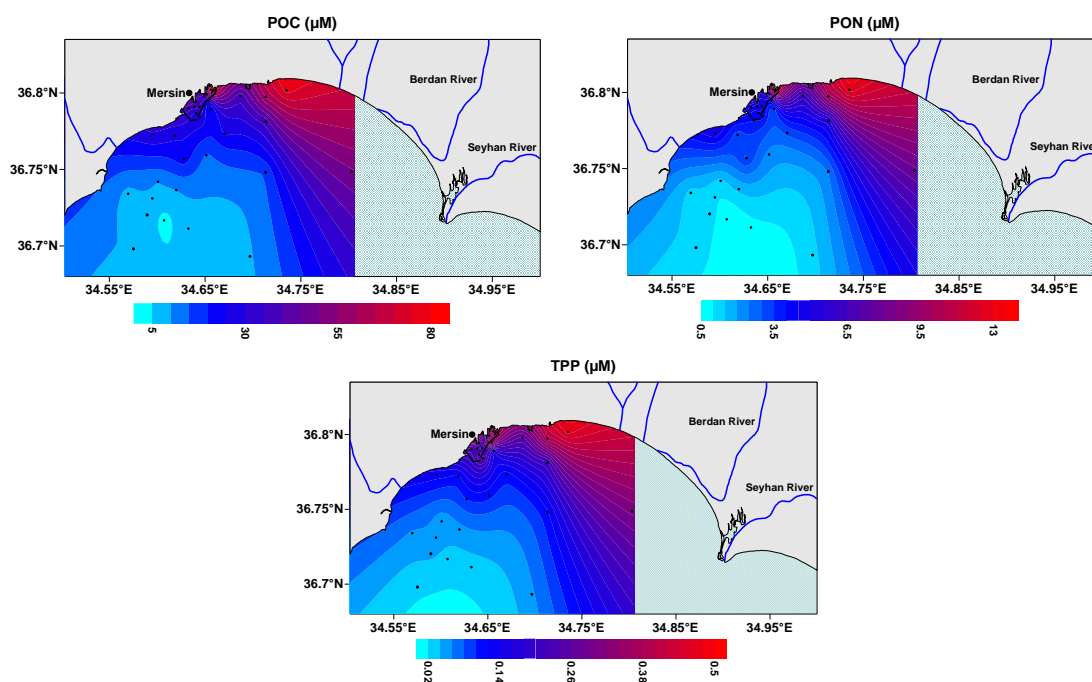 POC (µM)
36.8°N
36.75°N
36.7°N
Mersin
Berdan River
Seyhan River
34.55°E
34.65°E
34.75°E
34.85°E
34.95°E
5
30
55
80
PON (µM)
36.8°N
36.75°N
36.7°N
Mersin
Berdan River
Seyhan River
34.55°E
34.65°E
34.75°E
34.85°E
34.95°E
0.5
3.5
6.5
9.5
13
TPP (µM)
36.8°N
36.75°N
36.7°N
Mersin
Berdan River
Seyhan River
34.55°E
34.65°E
34.75°E
34.85°E
34.95°E
0.02
0.14
0.26
0.38
0.5